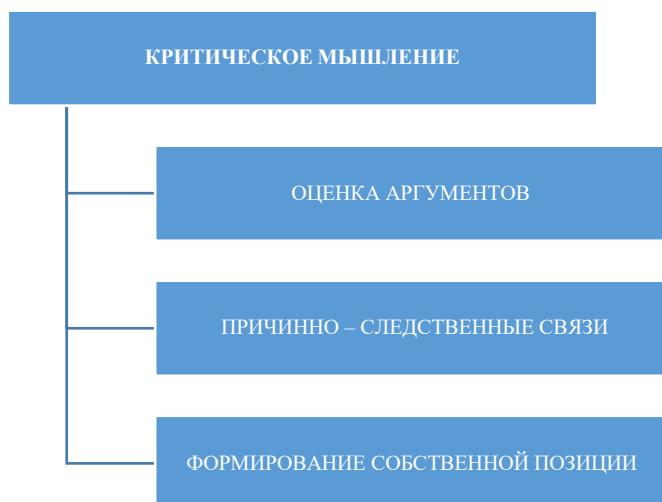 КРИТИЧЕСКОЕ МЫШЛЕНИЕ
ОЦЕНКА АРГУМЕНТОВ
ПРИЧИННО – СЛЕДСТВЕННЫЕ СВЯЗИ
ФОРМИРОВАНИЕ СОБСТВЕННОЙ ПОЗИЦИИ